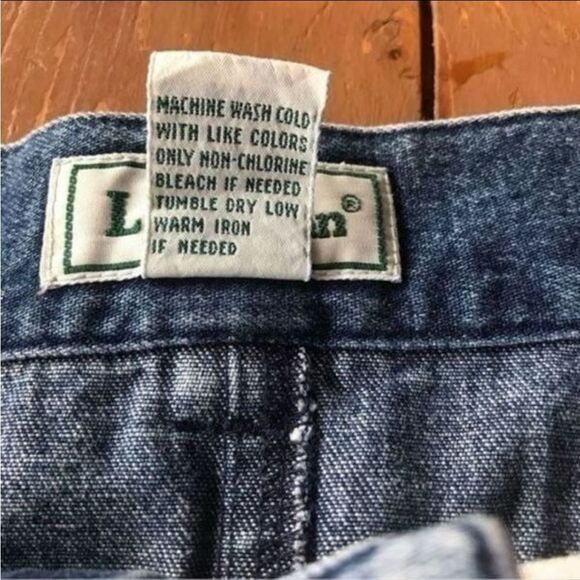 MACHINE WASH COLD
WITH LIKE COLORS
ONLY NON-CHLORINE
BLEACH IF NEEDED
TUMBLE DRY LOW
WARM IRON
IF NEEDED
L n®